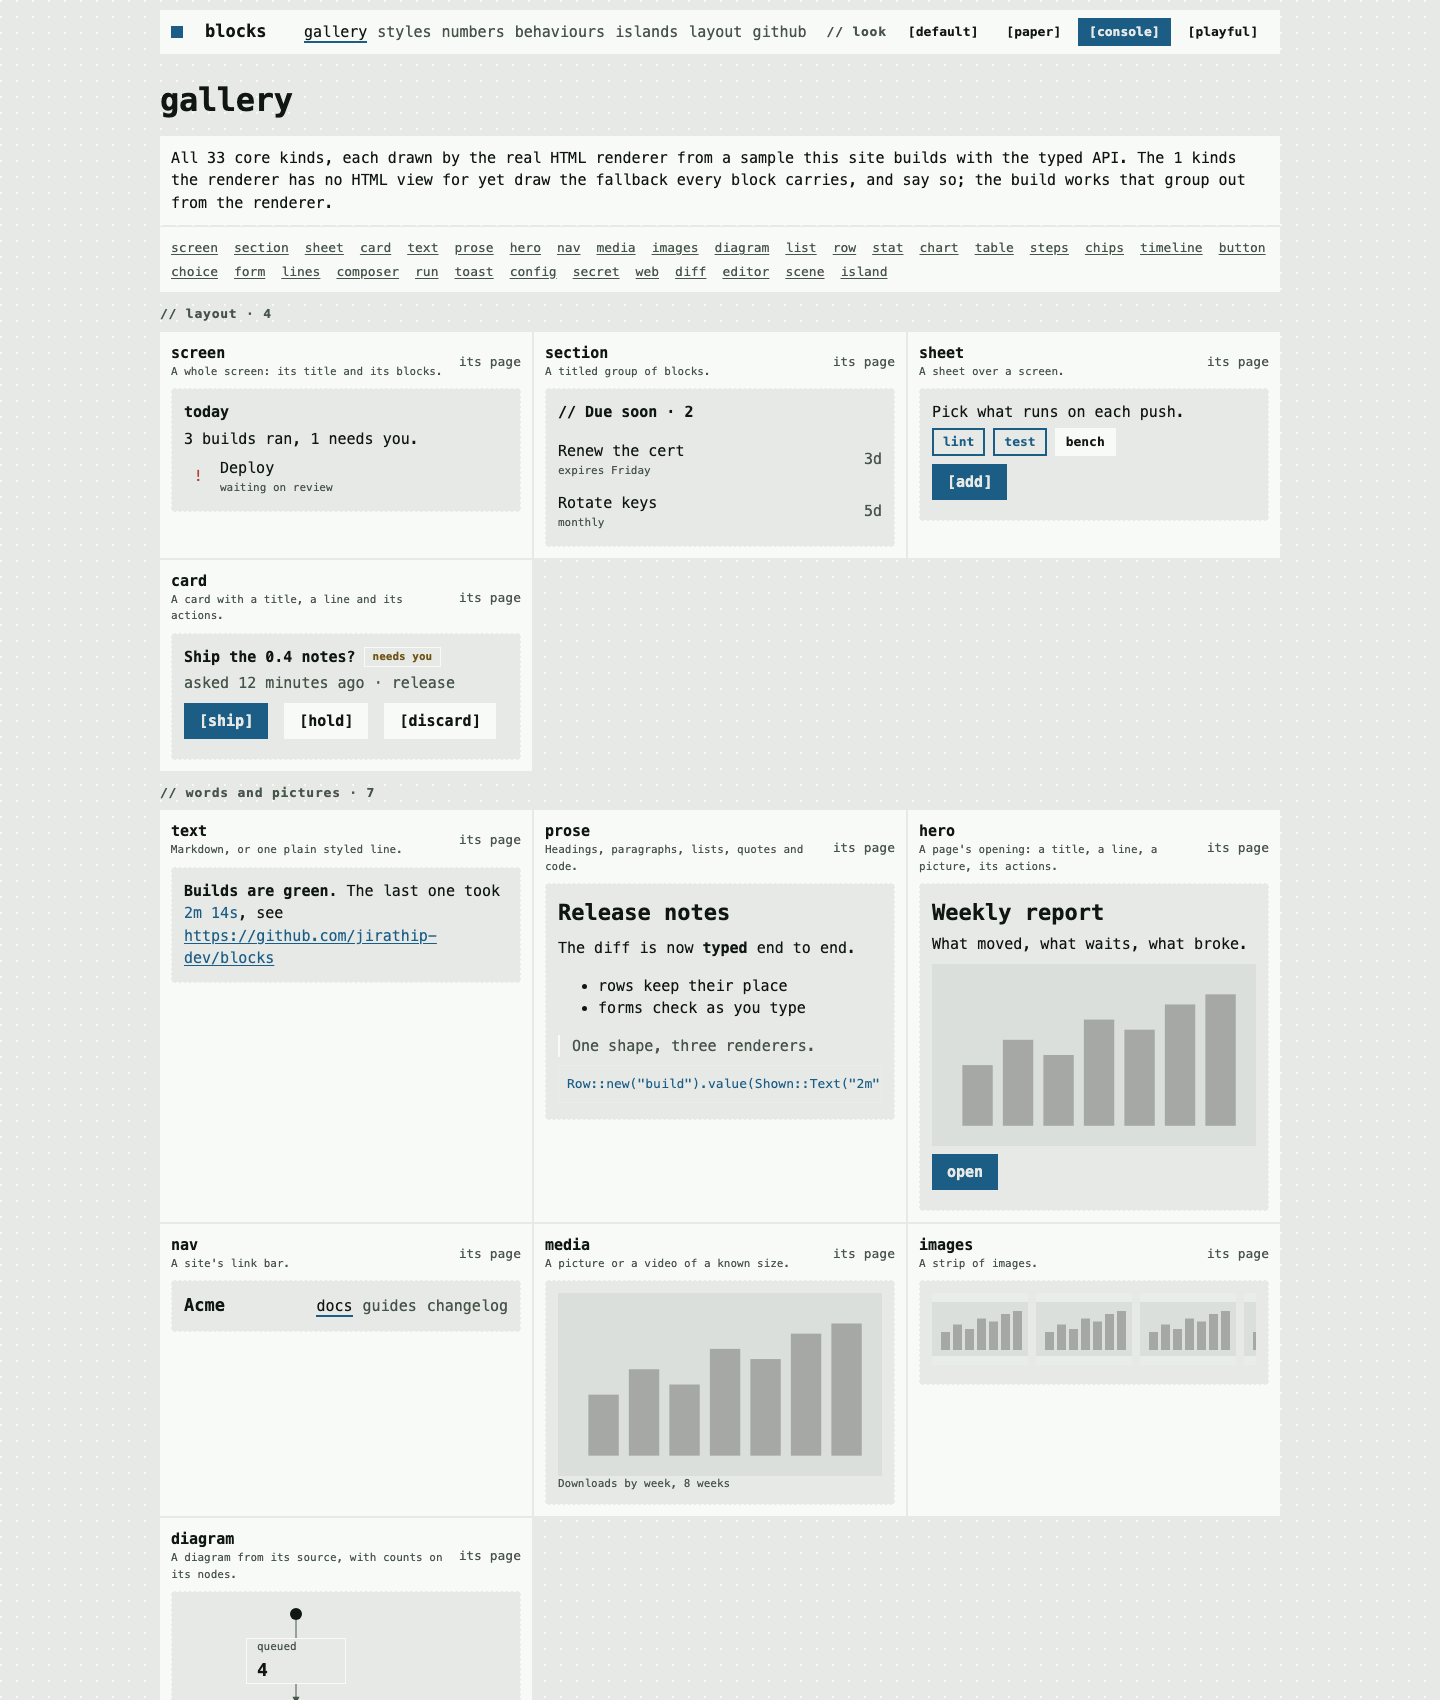 blocks gallery styles numbers behaviours islands layout github // look [default] [paper] [console] [playful]
gallery
All 33 core kinds, each drawn by the real HTML renderer from a sample this site builds with the typed API. The 1 kinds
the renderer has no HTML view for yet draw the fallback every block carries, and say so; the build works that group out
from the renderer.
screen section sheet card text prose hero nav media images diagram list row stat chart table steps chips timeline button
choice form lines composer run toast config secret web diff editor scene island
// layout · 4
screen
A whole screen: its title and its blocks.
its page
today
3 builds ran, 1 needs you.
! Deploy
waiting on review
section
A titled group of blocks.
its page
// Due soon · 2
Renew the cert
expires Friday
3d
Rotate keys
monthly
5d
sheet
A sheet over a screen.
its page
Pick what runs on each push.
lint test bench
[add]
card
A card with a title, a line and its
actions.
its page
Ship the 0.4 notes? needs you
asked 12 minutes ago · release
[ship] [hold] [discard]
// words and pictures · 7
text
Markdown, or one plain styled line.
its page
Builds are green. The last one took
2m 14s, see
https://github.com/jirathip-
dev/blocks
prose
Headings, paragraphs, lists, quotes and
code.
its page
Release notes
The diff is now typed end to end.
• rows keep their place
• forms check as you type
One shape, three renderers.
Row::new("build").value(Shown::Text("2m"
hero
A page's opening: a title, a line, a
picture, its actions.
its page
Weekly report
What moved, what waits, what broke.
open
nav
A site's link bar.
its page
Acme docs guides changelog
media
A picture or a video of a known size.
its page
Downloads by week, 8 weeks
images
A strip of images.
its page
diagram
A diagram from its source, with counts on
its nodes.
its page
queued
4